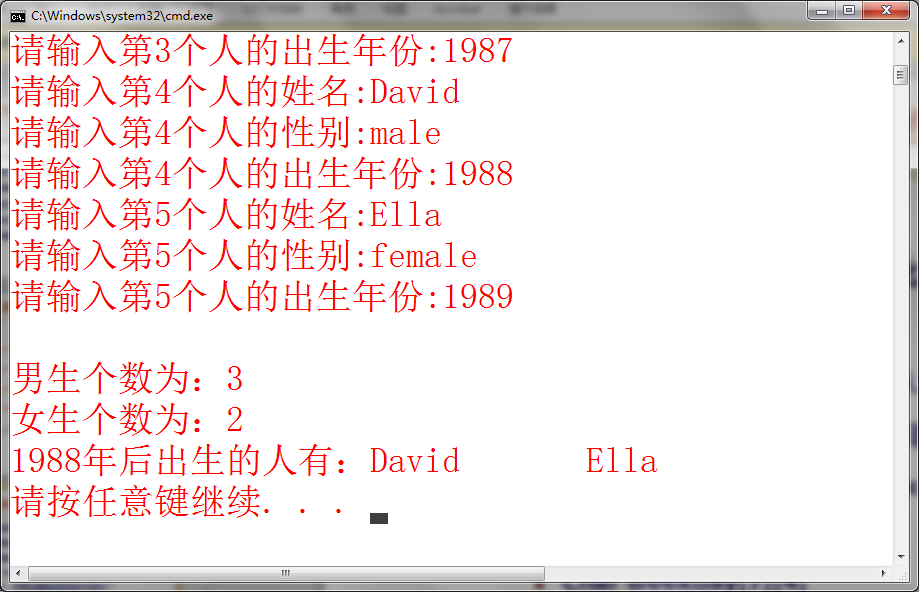 C:\Windows\system32\cmd.exe
请输入第3个人的出生年份:1987
请输入第4个人的姓名:David
请输入第4个人的性别:male
请输入第4个人的出生年份:1988
请输入第5个人的姓名:Ella
请输入第5个人的性别:female
请输入第5个人的出生年份:1989
男生个数为：3
女生个数为：2
1988年后出生的人有：David Ella
请按任意键继续. . .